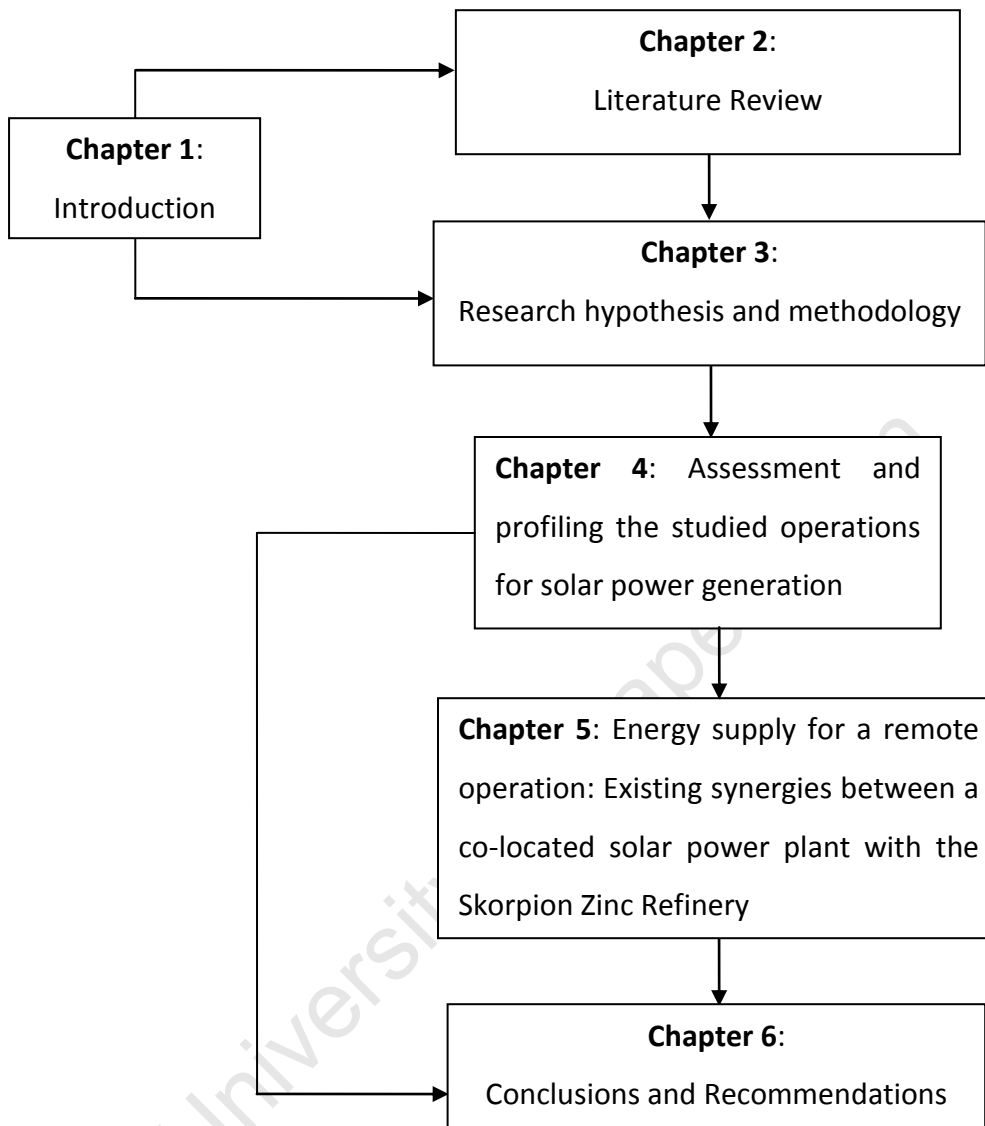 Chapter 2:
Literature Review
Chapter 1:
Introduction
Chapter 3:
Research hypothesis and methodology
Chapter 4: Assessment and
profiling the studied operations
for solar power generation
Chapter 5: Energy supply for a remote
operation: Existing synergies between a
co-located solar power plant with the
Skorpion Zinc Refinery
Chapter 6:
Conclusions and Recommendations
University